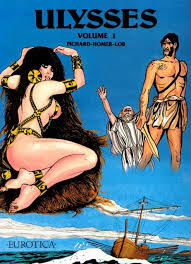 ULYSSES
VOLUME 1
PICHARD-HOMER-LOB
EUROTICA